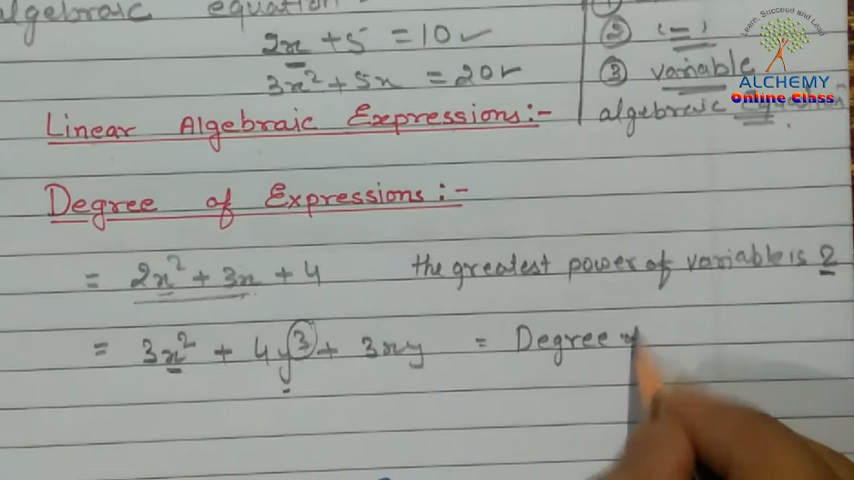 algebraic equation
2x + 5 = 10 ✓
3x² + 5x = 20 ✓
①
② (=)
③ variable
algebraic
Learn, Succeed and Lead
ALCHEMY
Online Class
Linear Algebraic Expressions:-
Degree of Expressions:-
= 2x² + 3x + 4 the greatest power of variable is 2
= 3x² + 4y³ + 3xy = Degree of